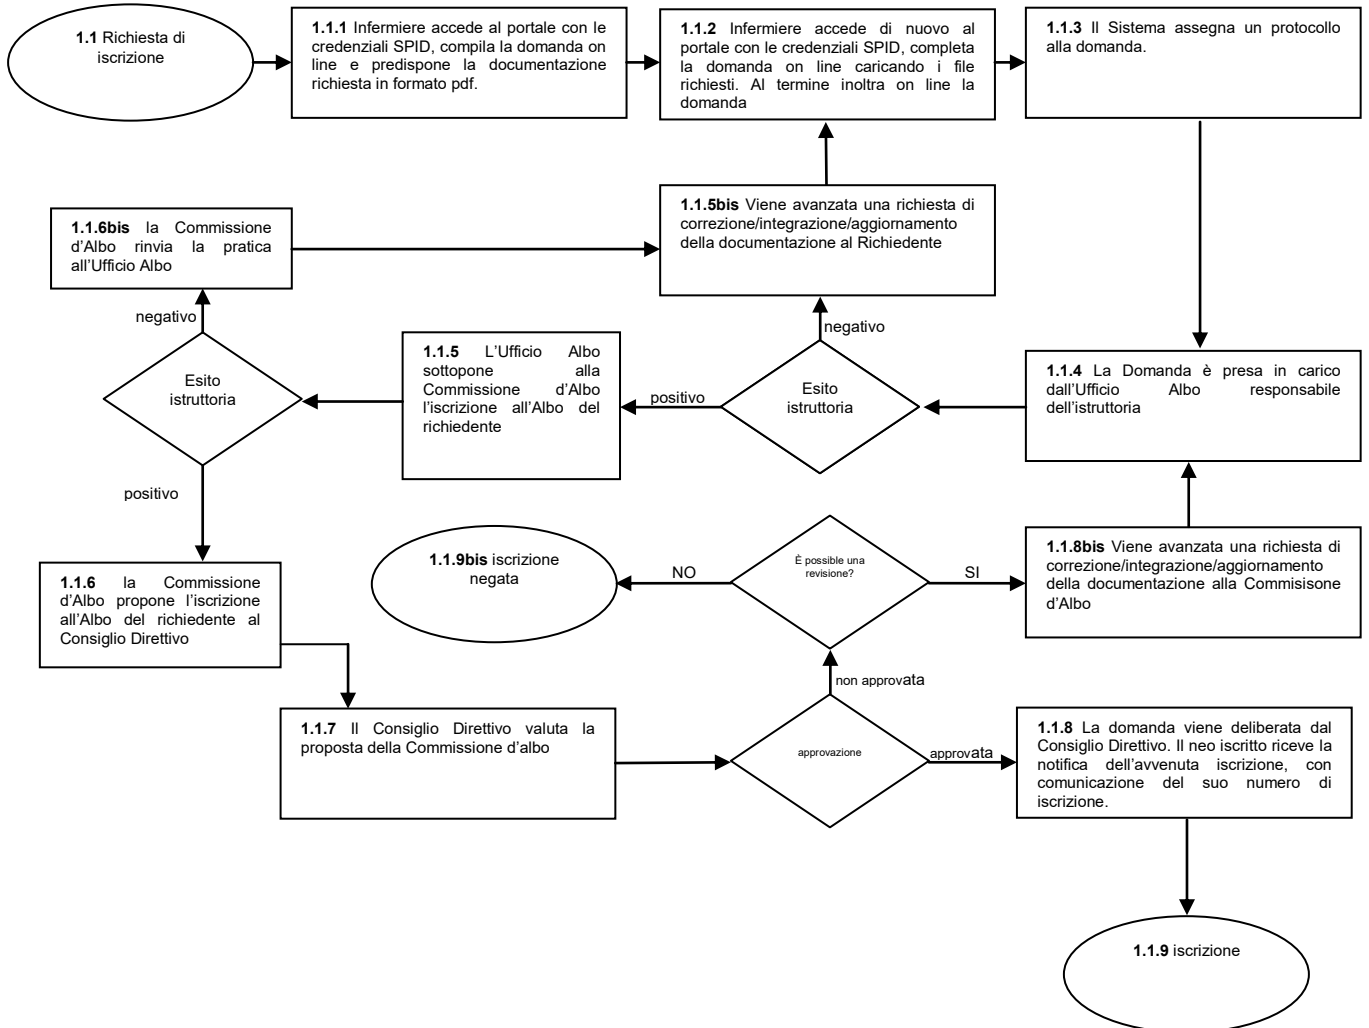 1.1 Richiesta di
iscrizione
1.1.1 Infermiere accede al portale con le
credenziali SPID, compila la domanda on
line e predispone la documentazione
richiesta in formato pdf.
1.1.2 Infermiere accede di nuovo al
portale con le credenziali SPID, completa
la domanda on line caricando i file
richiesti. Al termine inoltra on line la
domanda
1.1.3 Il Sistema assegna un protocollo
alla domanda.
1.1.6bis la Commissione
d'Albo rinvia la pratica
all'Ufficio Albo
1.1.5bis Viene avanzata una richiesta di
correzione/integrazione/aggiornamento
della documentazione al Richiedente
negativo
negativo
Esito
istruttoria
1.1.5 L'Ufficio Albo
sottopone alla
Commissione d'Albo
l'iscrizione all'Albo del
richiedente
positivo
Esito
istruttoria
1.1.4 La Domanda è presa in carico
dall'Ufficio Albo responsabile
dell'istruttoria
positivo
1.1.9bis iscrizione
negata
NO
È possible una
revisione?
SI
1.1.8bis Viene avanzata una richiesta di
correzione/integrazione/aggiornamento
della documentazione alla Commisisone
d'Albo
1.1.6 la Commissione
d'Albo propone l'iscrizione
all'Albo del richiedente al
Consiglio Direttivo
non approvata
1.1.7 Il Consiglio Direttivo valuta la
proposta della Commissione d'albo
approvazione
approvata
1.1.8 La domanda viene deliberata dal
Consiglio Direttivo. Il neo iscritto riceve la
notifica dell'avvenuta iscrizione, con
comunicazione del suo numero di
iscrizione.
1.1.9 iscrizione